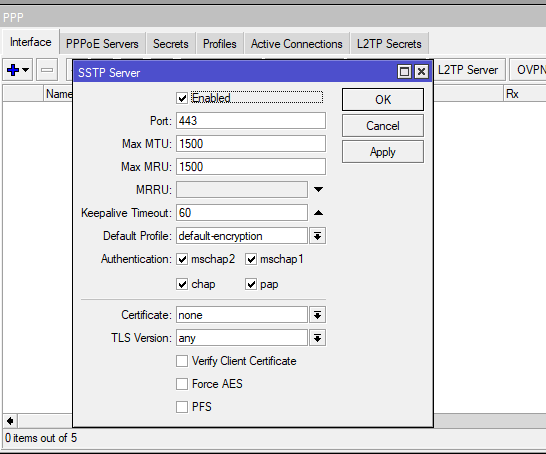 PPP
Interface PPPoE Servers Secrets Profiles Active Connections L2TP Secrets
SSTP Server
L2TP Server OVPN
Name
Rx
Enabled
OK
Port: 443
Cancel
Max MTU: 1500
Apply
Max MRU: 1500
MRRU:
Keepalive Timeout: 60
Default Profile: default-encryption
Authentication: mschap2 mschap1
chap pap
Certificate: none
TLS Version: any
Verify Client Certificate
Force AES
PFS
0 items out of 5